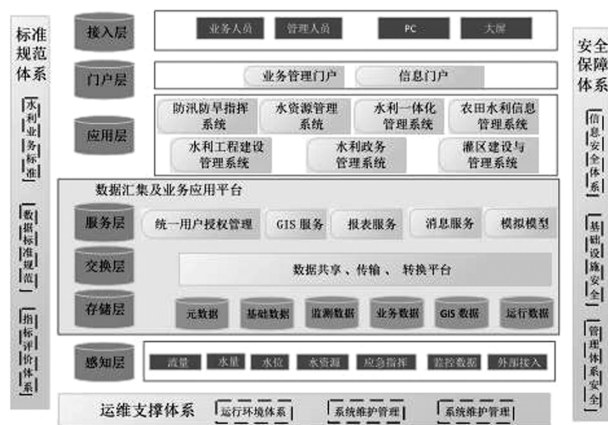 标准规范体系
水利业务标准
数据标准规范
指标评价体系
接入层
业务人员
管理人员
PC
大屏
门户层
业务管理门户
信息门户
应用层
防汛防旱指挥系统
水资源管理系统
水利一体化管理系统
农田水利信息管理系统
水利工程建设管理系统
水利政务管理系统
灌区建设与管理系统
数据汇集及业务应用平台
服务层
统一用户授权管理
GIS 服务
报表服务
消息服务
模拟模型
交换层
数据共享、传输、 转换平台
存储层
元数据
基础数据
监测数据
业务数据
GIS 数据
运行数据
感知层
流量
水量
水位
水资源
应急指挥
监控数据
外部接入
运维支撑体系
运行环境体系
系统维护管理
系统维护管理
安全保障体系
信息安全体系
基础设施安全
管理体系安全